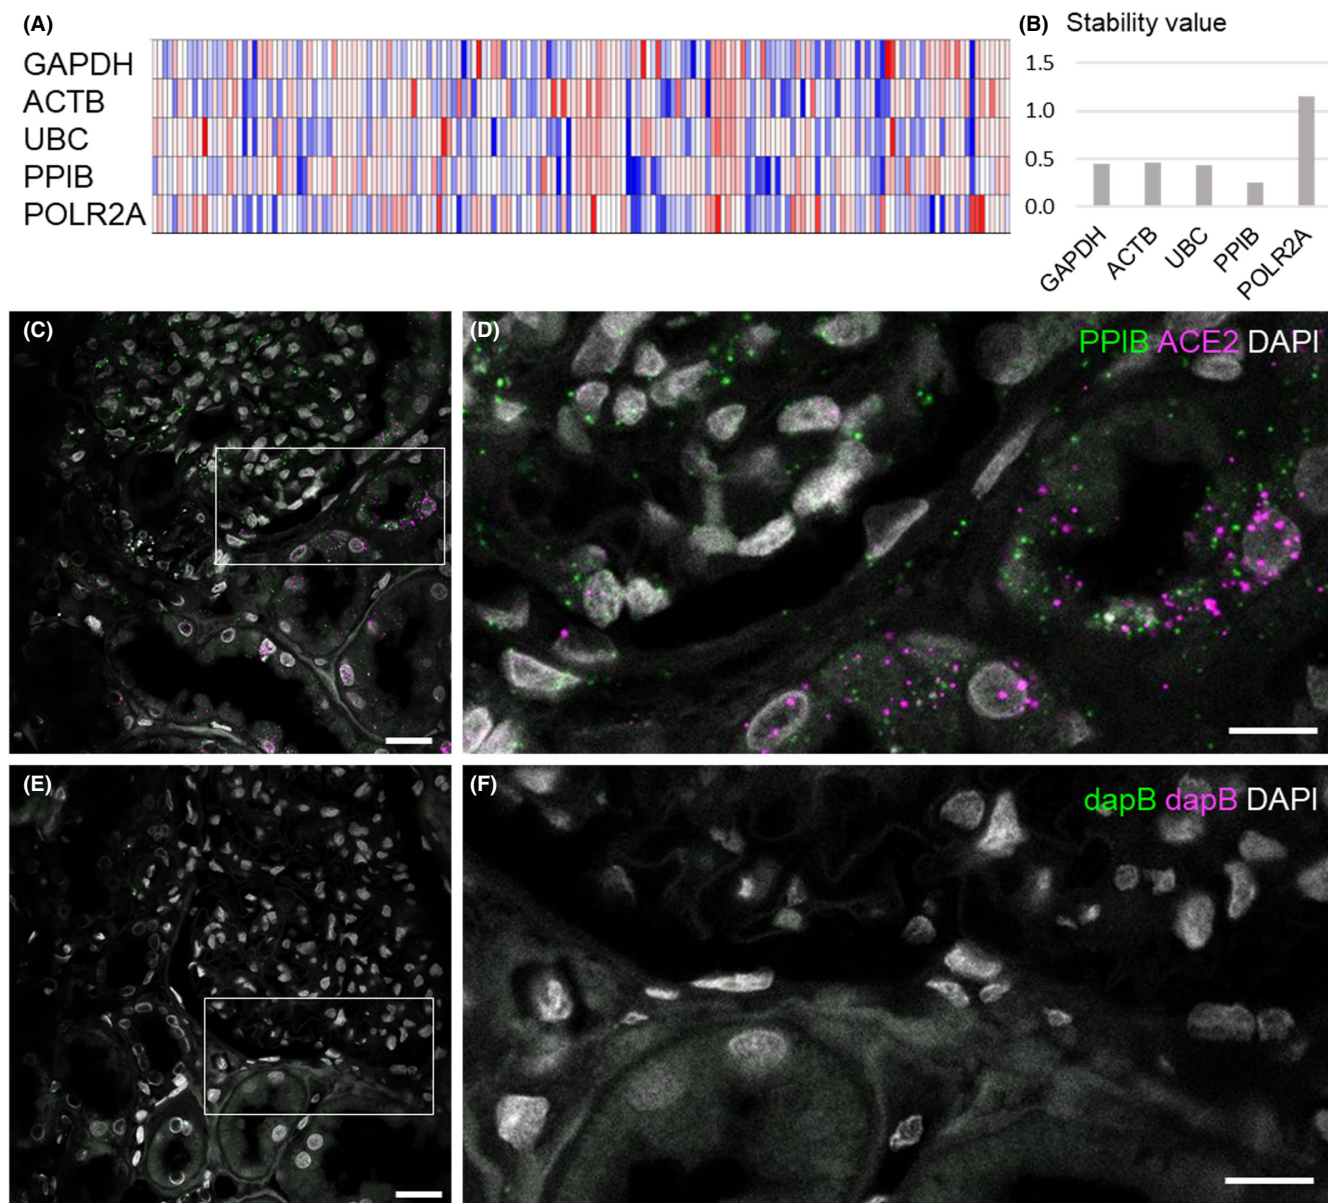 (A)
GAPDH
ACTB
UBC
PPIB
POLR2A
(B) Stability value
1.5
1.0
0.5
0.0
GAPDH
ACTB
UBC
PPIB
POLR2A
(C)
(D)
PPIB ACE2 DAPI
(E)
(F)
dapB dapB DAPI